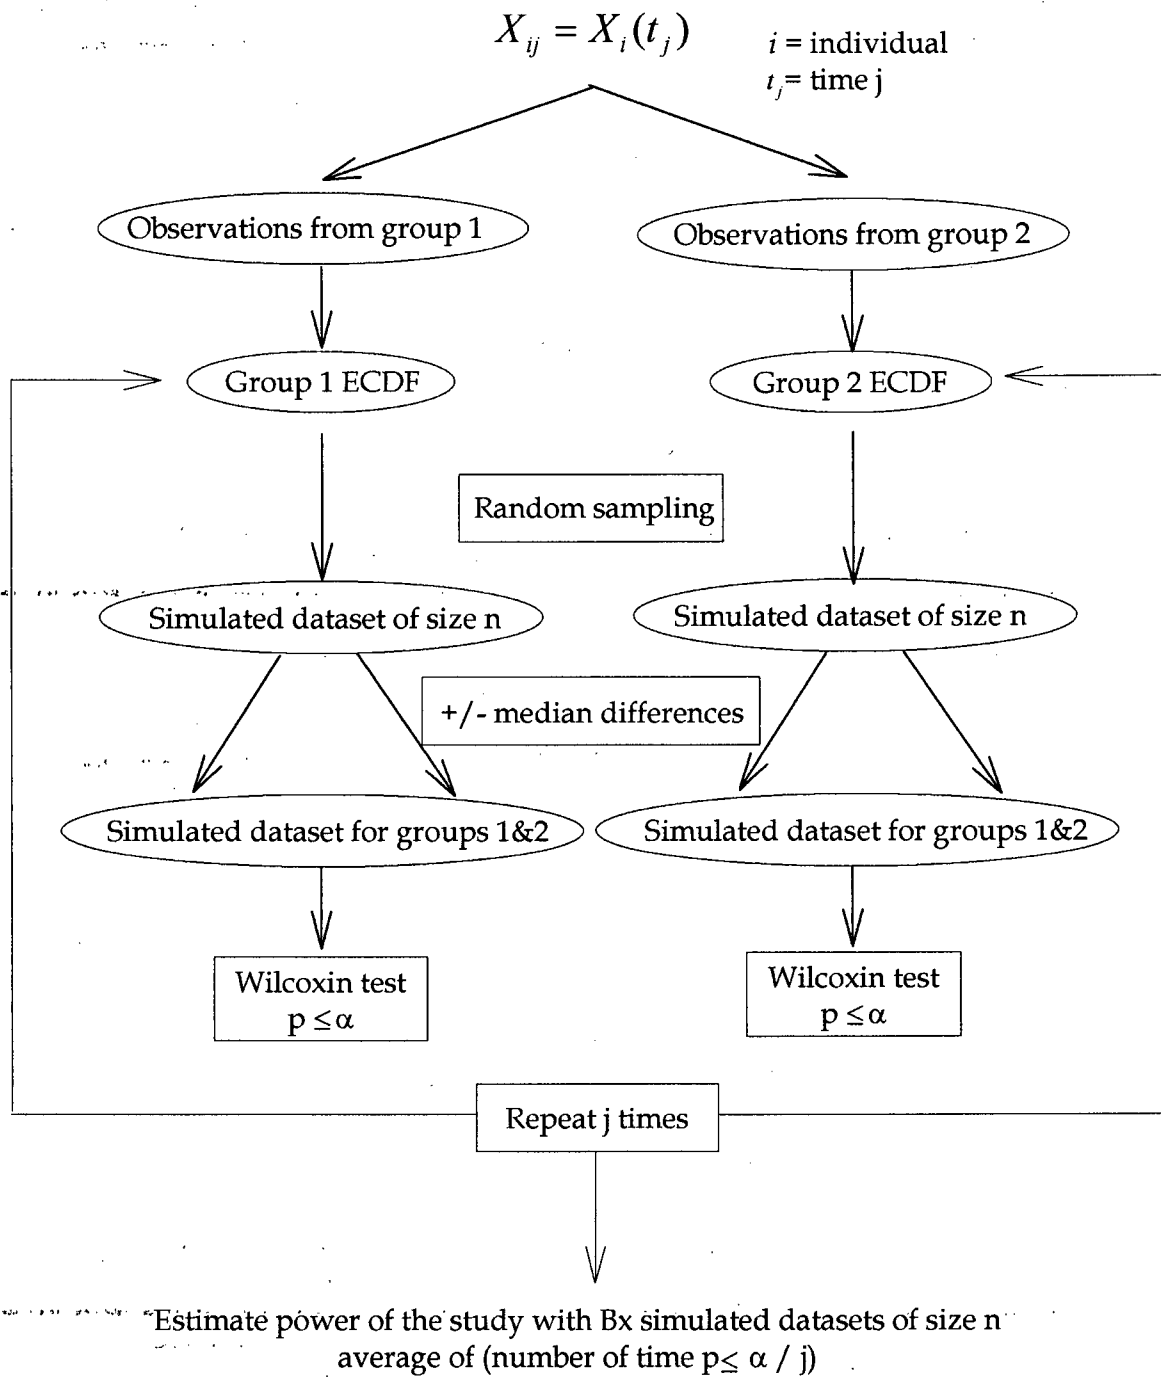 X_ij = X_i(t_j)
i = individual
t_j= time j
Observations from group 1
Observations from group 2
Group 1 ECDF
Group 2 ECDF
Random sampling
Simulated dataset of size n
Simulated dataset of size n
+/- median differences
Simulated dataset for groups 1&2
Simulated dataset for groups 1&2
Wilcoxin test
p ≤ α
Wilcoxin test
p ≤ α
Repeat j times
Estimate power of the study with Bx simulated datasets of size n
average of (number of time p≤ α / j)